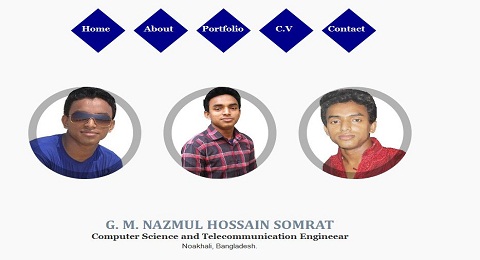 Home About Portfolio C.V Contact
G. M. NAZMUL HOSSAIN SOMRAT
Computer Science and Telecommunication Engineear
Noakhali, Bangladesh.